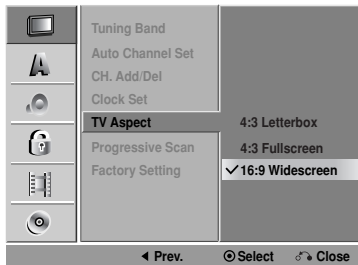 Tuning Band
Auto Channel Set
CH. Add/Del
Clock Set
TV Aspect
4:3 Letterbox
Progressive Scan
4:3 Fullscreen
Factory Setting
✓16:9 Widescreen
◀ Prev. Select Close